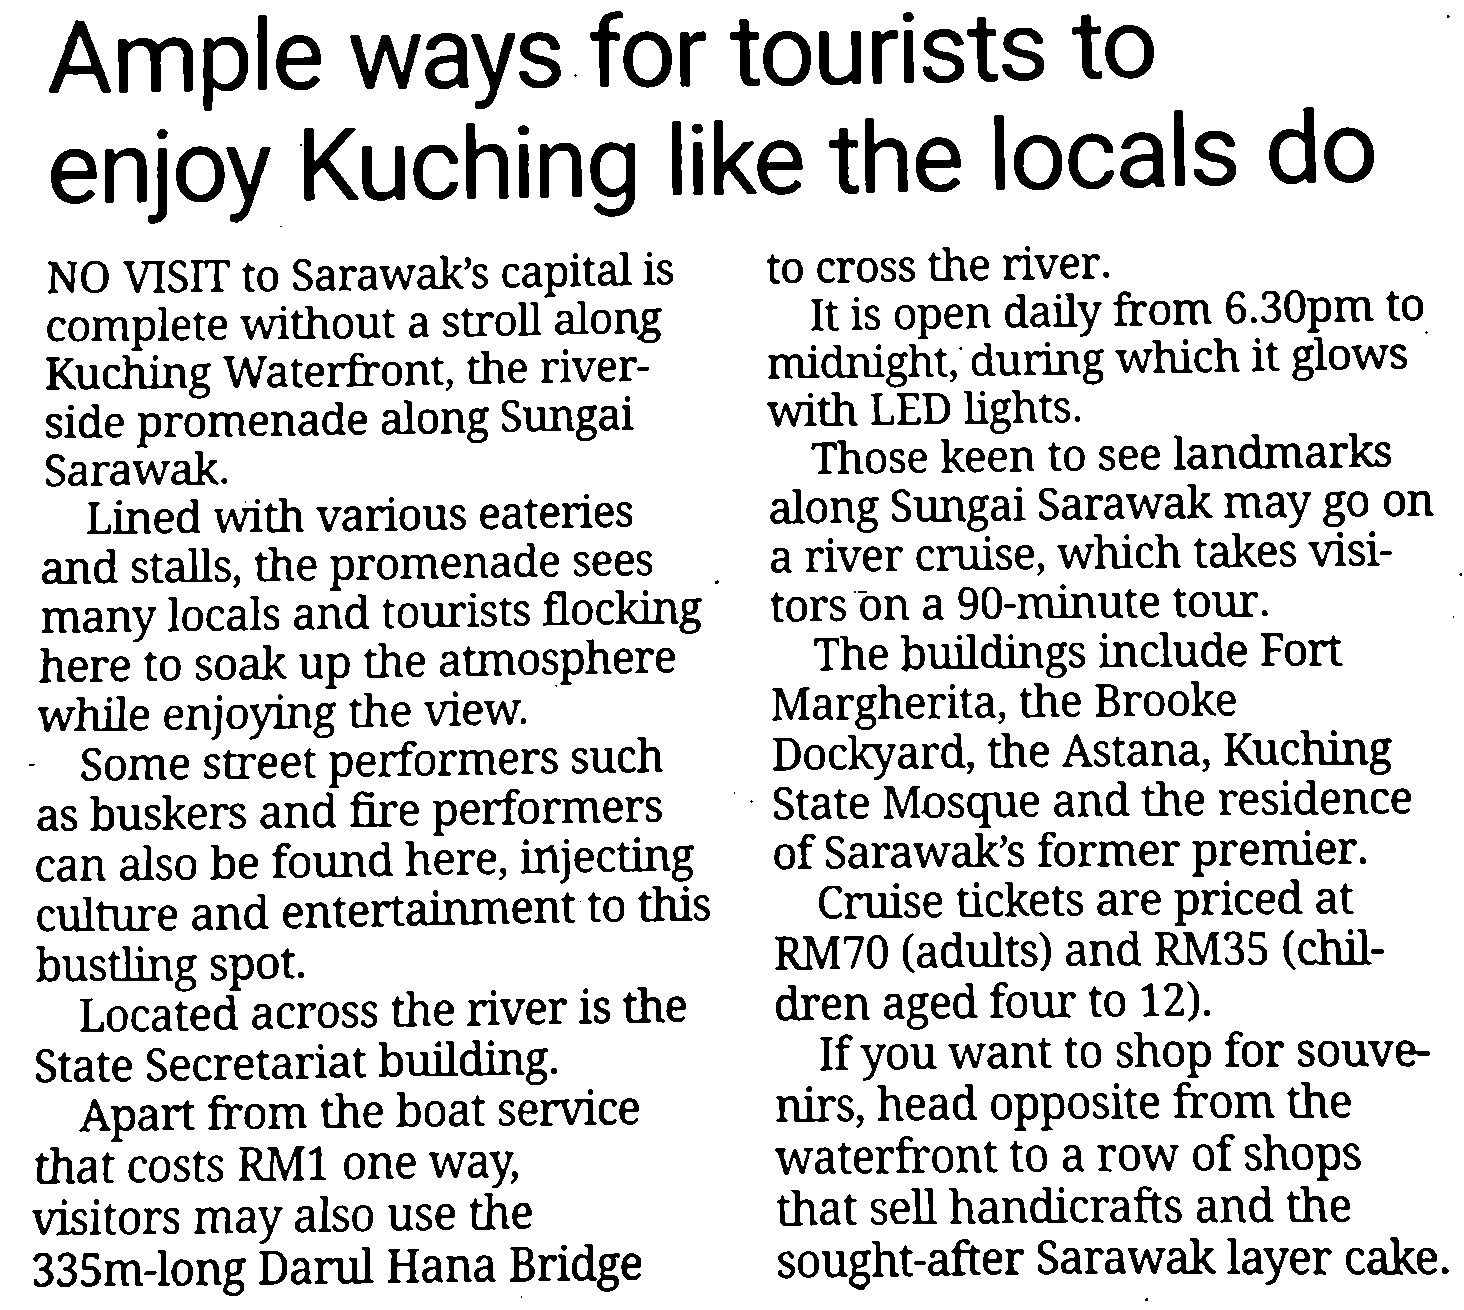 Ample ways for tourists to
enjoy Kuching like the locals do
NO VISIT to Sarawak's capital is
complete without a stroll along
Kuching Waterfront, the river-
side promenade along Sungai
Sarawak.
Lined with various eateries
and stalls, the promenade sees
many locals and tourists flocking
here to soak up the atmosphere
while enjoying the view.
Some street performers such
as buskers and fire performers
can also be found here, injecting
culture and entertainment to this
bustling spot.
Located across the river is the
State Secretariat building.
Apart from the boat service
that costs RM1 one way,
visitors may also use the
335m-long Darul Hana Bridge
to cross the river.
It is open daily from 6.30pm to
midnight, during which it glows
with LED lights.
Those keen to see landmarks
along Sungai Sarawak may go on
a river cruise, which takes visi-
tors on a 90-minute tour.
The buildings include Fort
Margherita, the Brooke
Dockyard, the Astana, Kuching
State Mosque and the residence
of Sarawak's former premier.
Cruise tickets are priced at
RM70 (adults) and RM35 (chil-
dren aged four to 12).
If you want to shop for souve-
nirs, head opposite from the
waterfront to a row of shops
that sell handicrafts and the
sought-after Sarawak layer cake.